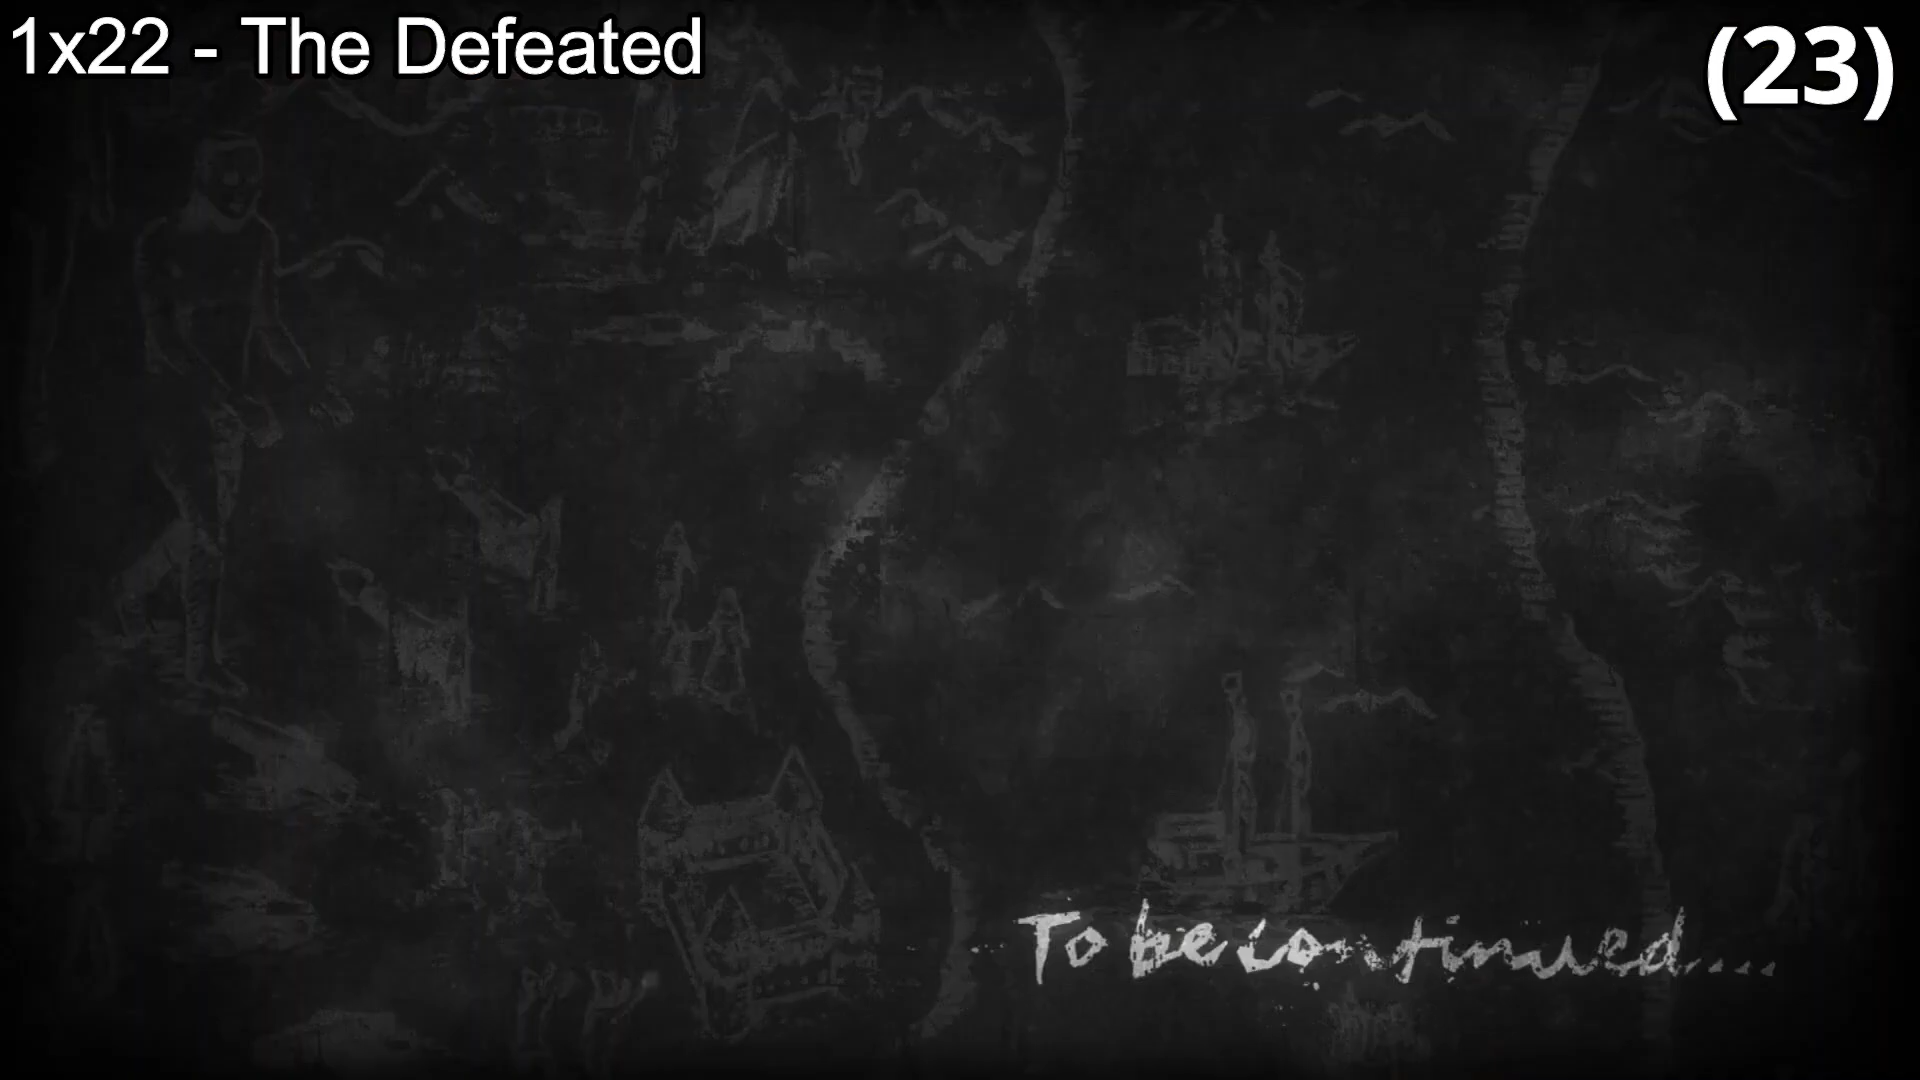 1x22 - The Defeated
(23)
To be continued...